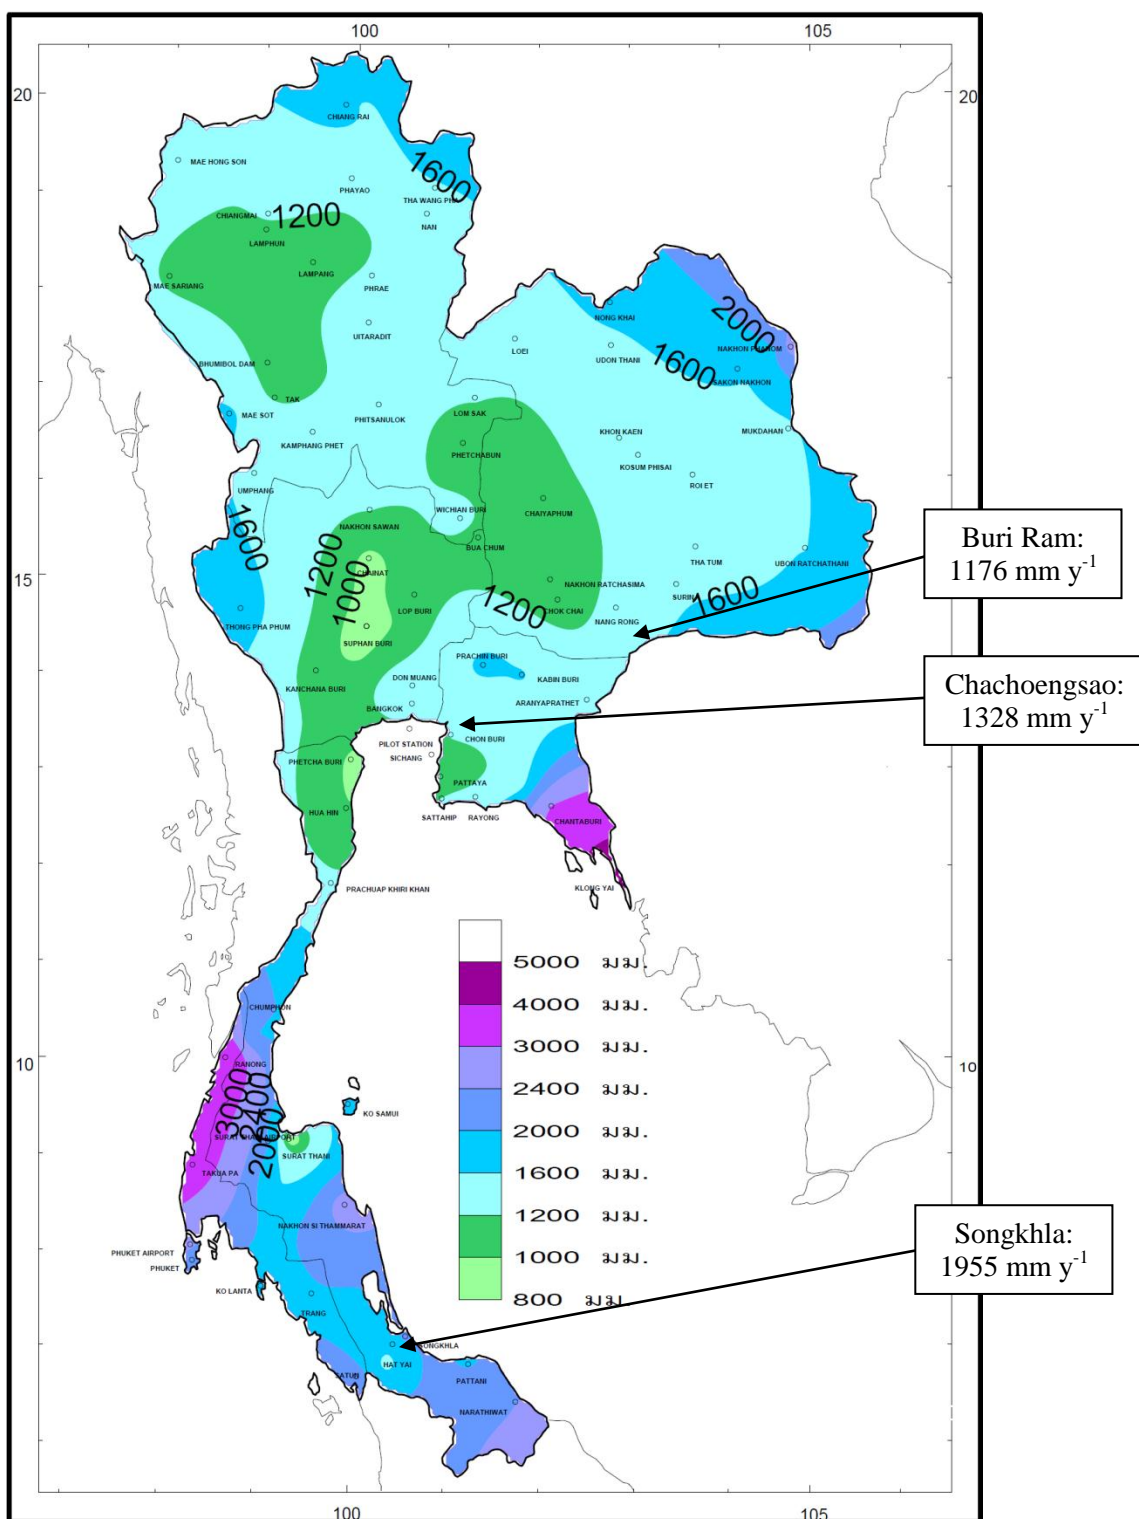 100
105
20
20
CHIANG RAI
MAE HONG SON
1600
PHAYAO
THA WANG PHA
CHIANGMAI
1200
NAN
LAMPHUN
LAMPANG
MAE SARIANG
PHRAE
2000
NONG KHAI
UITARADIT
LOEI
NAKHON PHANOM
UDON THANI
1600
BHUMIBOL DAM
SAKON NAKHON
TAK
MAE SOT
PHITSANULOK
LOM SAK
KAMPHANG PHET
KHON KAEN
MUKDAHAN
PHETCHABUN
KOSUM PHISAI
UMPHANG
ROI ET
WICHIAN BURI
CHAIYAPHUM
1600
NAKHON SAWAN
Buri Ram:
1176 mm y-1
1200
BUA CHUM
THA TUM
UBON RATCHATHANI
15
15
CHAINAT
1000
NAKHON RATCHASIMA
SURIN
1600
LOP BURI
1200
CHOK CHAI
NANG RONG
THONG PHA PHUM
SUPHAN BURI
PRACHIN BURI
KABIN BURI
DON MUANG
KANCHANA BURI
ARANYAPRATHET
BANGKOK
Chachoengsao:
1328 mm y-1
PILOT STATION
CHON BURI
SICHANG
PHETCHA BURI
PATTAYA
HUA HIN
SATTAHIP
RAYONG
CHANTABURI
PRACHUAP KHIRI KHAN
KLONG YAI
5000 มม.
4000 มม.
3000 มม.
2400 มม.
2000 มม.
1600 มม.
1200 มม.
1000 มม.
800 มม.
CHUMPHON
10
10
RANONG
3000
2400
2000
KO SAMUI
SURAT THANI AIRPORT
SURAT THANI
TAKUA PA
NAKHON SI THAMMARAT
Songkhla:
1955 mm y-1
PHUKET AIRPORT
PHUKET
KO LANTA
TRANG
SONGKHLA
HAT YAI
SATUN
PATTANI
NARATHIWAT
100
105